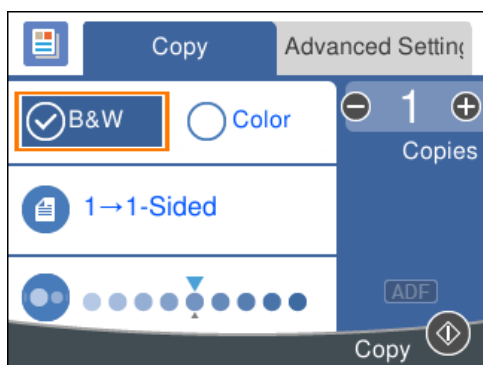 Copy
Advanced Setting
B&W
Color
1
Copies
1→1-Sided
ADF
Copy